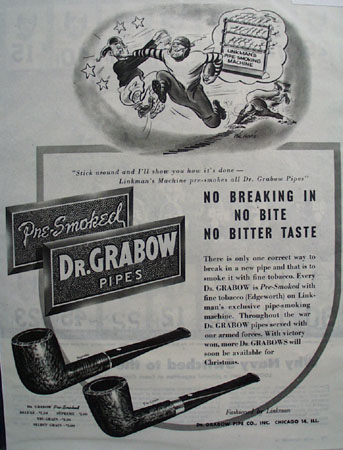 LINKMAN'S
PIPE SMOKING
MACHINE
"Stick around and I'll show you how it's done —
Linkman's Machine pre-smokes all Dr. Grabow Pipes"
NO BREAKING IN
NO BITE
NO BITTER TASTE
Pre-Smoked
DR. GRABOW
PIPES
There is only one correct way to
break in a new pipe and that is to
smoke it with fine tobacco. Every
DR. GRABOW is Pre-Smoked with
fine tobacco (Edgeworth) on Link-
man's exclusive pipe-smoking
machine. Throughout the war
DR. GRABOW pipes served with
our armed forces. With victory
won, more DR. GRABOWS will
soon be available for
Christmas.
DR. GRABOW Pre-Smoked
Fashioned by Linkman
DR. GRABOW PIPE CO., INC. CHICAGO 14, ILL.